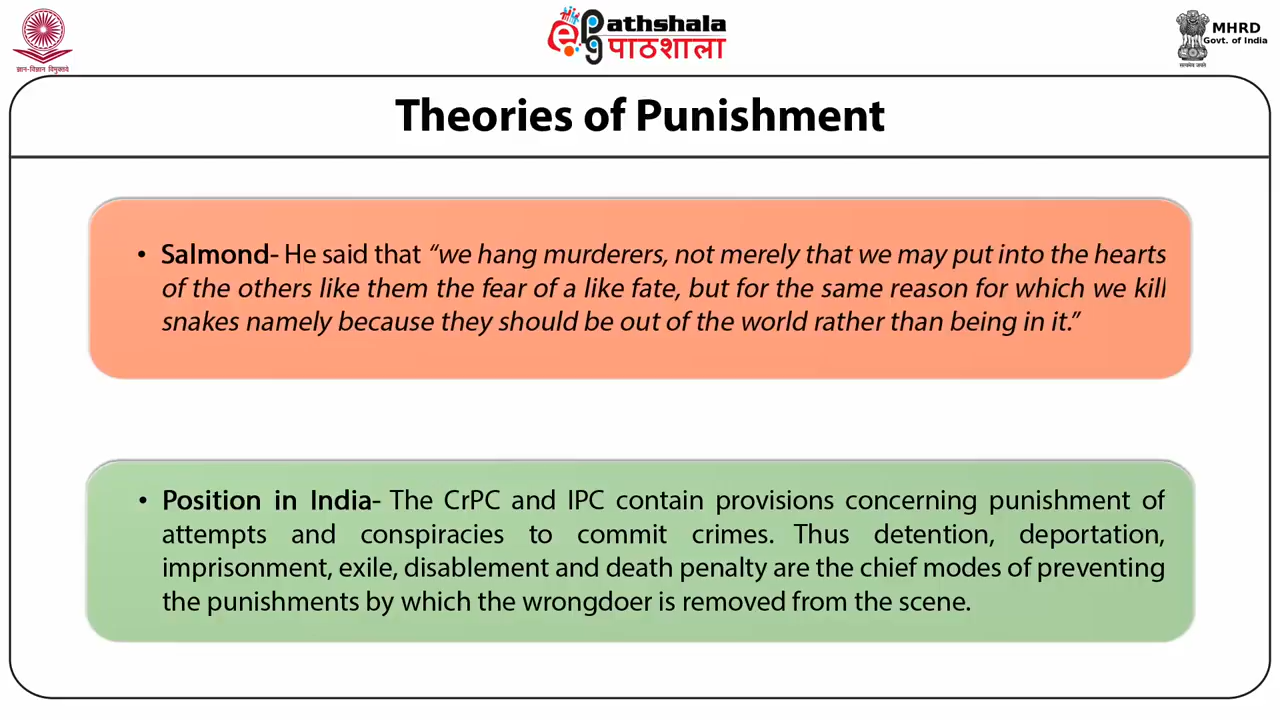 ज्ञान-विज्ञान विमुक्तये
ePathshala
पाठशाला
सत्यमेव जयते
MHRD
Govt. of India
Theories of Punishment
• Salmond- He said that “we hang murderers, not merely that we may put into the hearts
of the others like them the fear of a like fate, but for the same reason for which we kill
snakes namely because they should be out of the world rather than being in it.”
• Position in India- The CrPC and IPC contain provisions concerning punishment of
attempts and conspiracies to commit crimes. Thus detention, deportation,
imprisonment, exile, disablement and death penalty are the chief modes of preventing
the punishments by which the wrongdoer is removed from the scene.